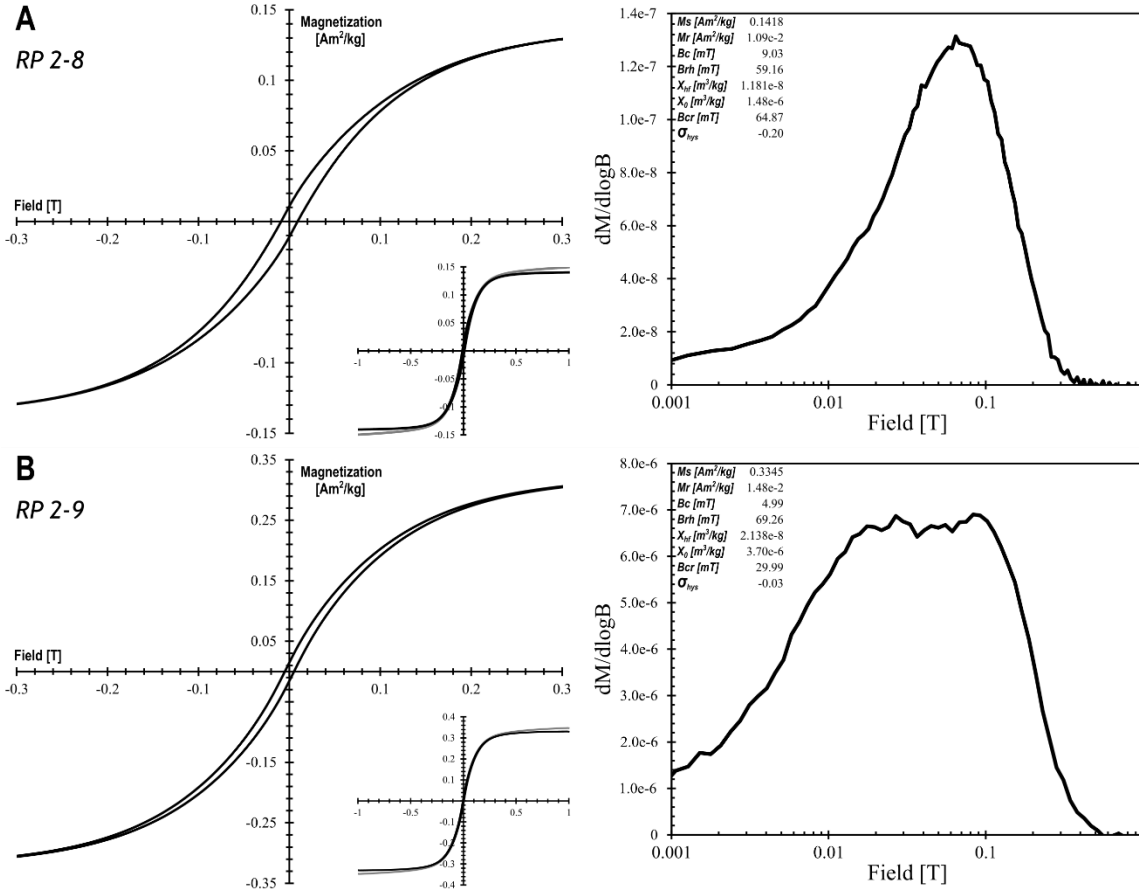 A
RP 2-8
Magnetization
[Am²/kg]
Field [T]
0.15
0.1
0.05
-0.1
-0.15
-0.3
-0.2
-0.1
0.1
0.2
0.3
0.15
0.1
0.05
-0.05
-0.1
-0.15
-1
-0.5
0
0.5
1
Ms [Am²/kg] 0.1418
Mr [Am²/kg] 1.09e-2
Bc [mT] 9.03
Brh [mT] 59.16
X_hf [m³/kg] 1.181e-8
X_0 [m³/kg] 1.48e-6
Bcr [mT] 64.87
σ_hys -0.20
dM/dlogB
1.4e-7
1.2e-7
1.0e-7
8.0e-8
6.0e-8
4.0e-8
2.0e-8
0
0.001
0.01
0.1
Field [T]
B
RP 2-9
Magnetization
[Am²/kg]
Field [T]
0.35
0.25
0.15
0.05
-0.15
-0.25
-0.35
-0.3
-0.2
-0.1
0.1
0.2
0.3
0.4
0.3
0.2
0.1
-0.1
-0.2
-0.3
-0.4
-1
-0.5
0
0.5
1
Ms [Am²/kg] 0.3345
Mr [Am²/kg] 1.48e-2
Bc [mT] 4.99
Brh [mT] 69.26
X_hf [m³/kg] 2.138e-8
X_0 [m³/kg] 3.70e-6
Bcr [mT] 29.99
σ_hys -0.03
dM/dlogB
8.0e-6
7.0e-6
6.0e-6
5.0e-6
4.0e-6
3.0e-6
2.0e-6
1.0e-6
0
0.001
0.01
0.1
Field [T]